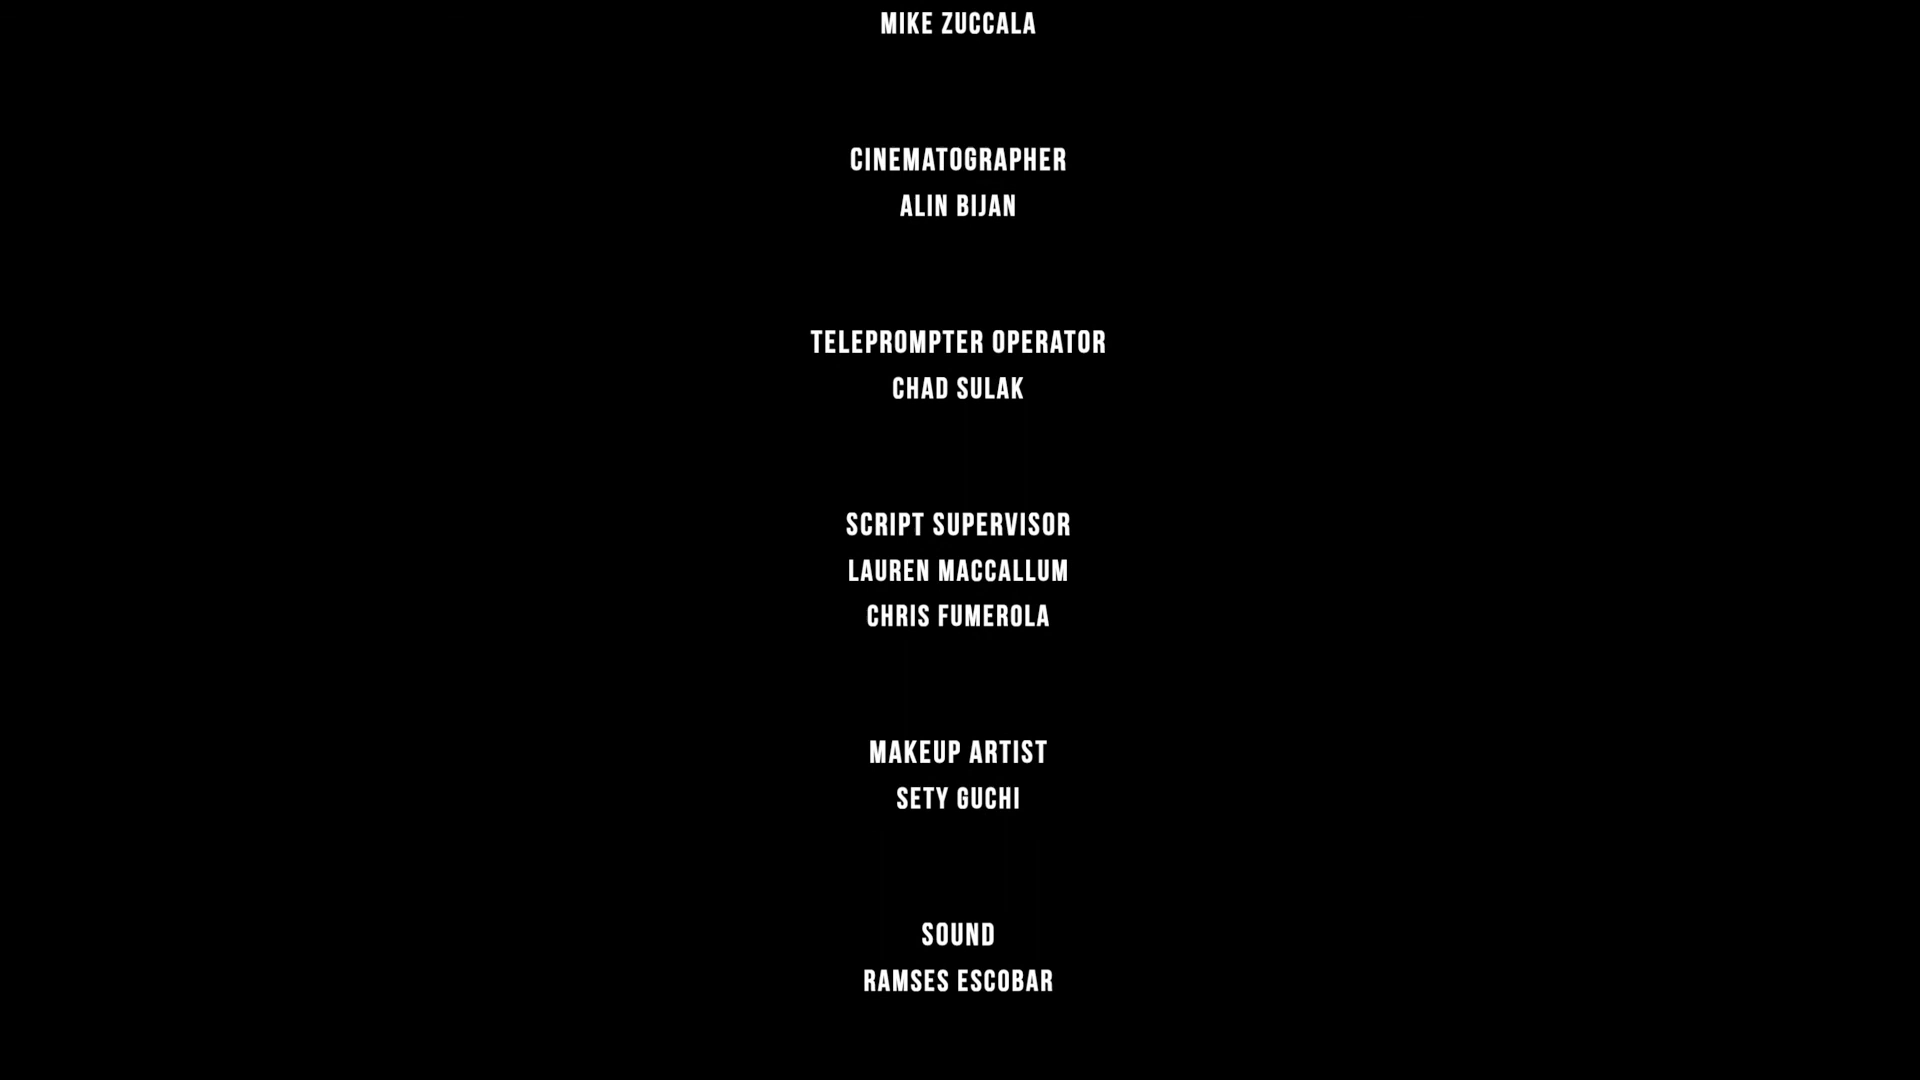 MIKE ZUCCALA
CINEMATOGRAPHER
ALIN BIJAN
TELEPROMPTER OPERATOR
CHAD SULAK
SCRIPT SUPERVISOR
LAUREN MACCALLUM
CHRIS FUMEROLA
MAKEUP ARTIST
SETY GUCHI
SOUND
RAMSES ESCOBAR